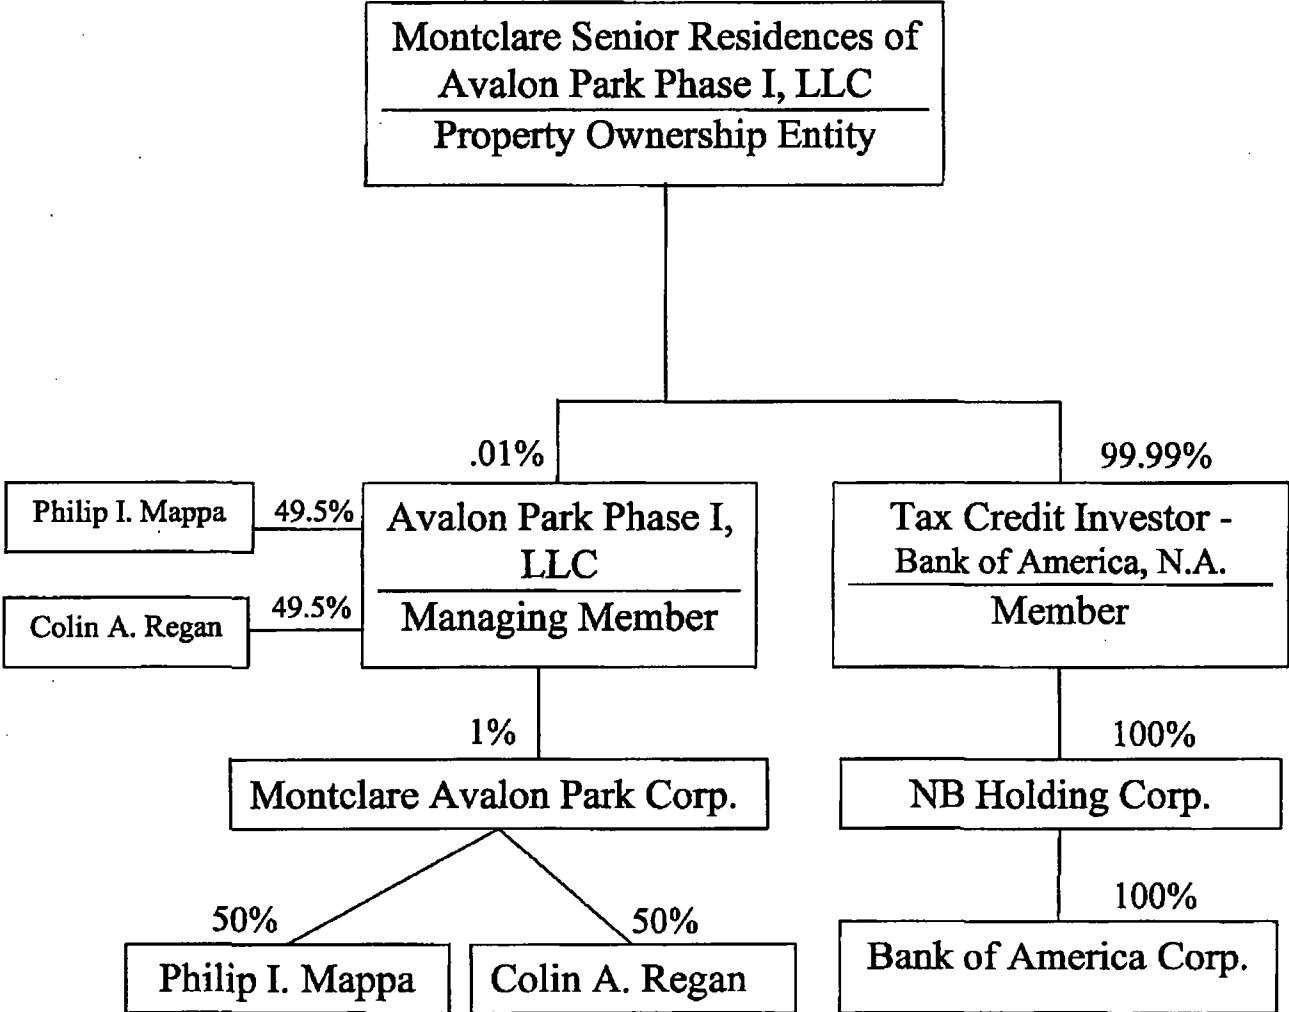 Montclare Senior Residences of
Avalon Park Phase I, LLC
Property Ownership Entity
.01%
99.99%
Philip I. Mappa
49.5%
Colin A. Regan
49.5%
Avalon Park Phase I,
LLC
Managing Member
Tax Credit Investor -
Bank of America, N.A.
Member
1%
100%
Montclare Avalon Park Corp.
NB Holding Corp.
50%
50%
100%
Philip I. Mappa
Colin A. Regan
Bank of America Corp.